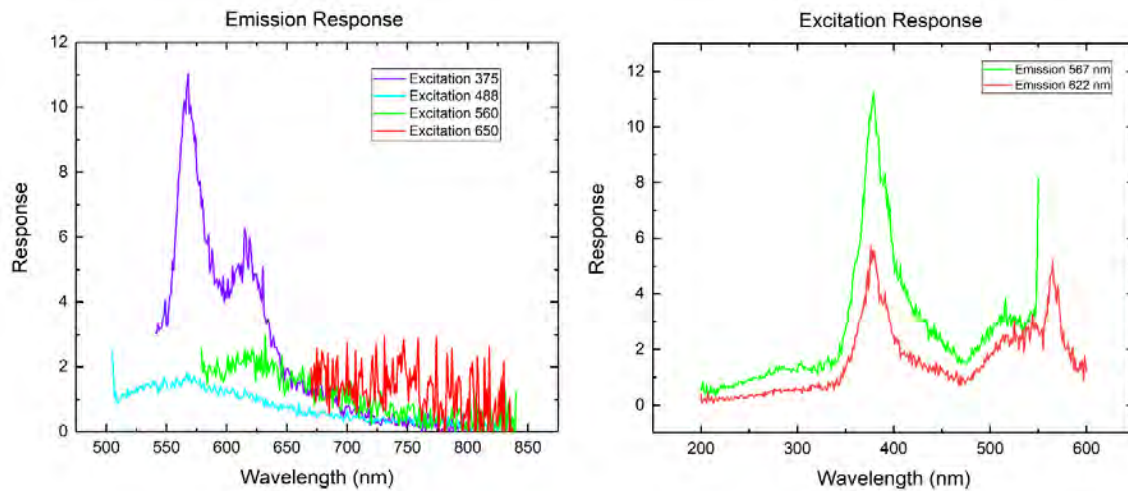 Emission Response
12
10
8
6
4
2
0
Response
500 550 600 650 700 750 800 850
Wavelength (nm)
Excitation 375
Excitation 488
Excitation 560
Excitation 650
Excitation Response
12
10
8
6
4
2
0
Response
200 300 400 500 600
Wavelength (nm)
Emission 567 nm
Emission 622 nm